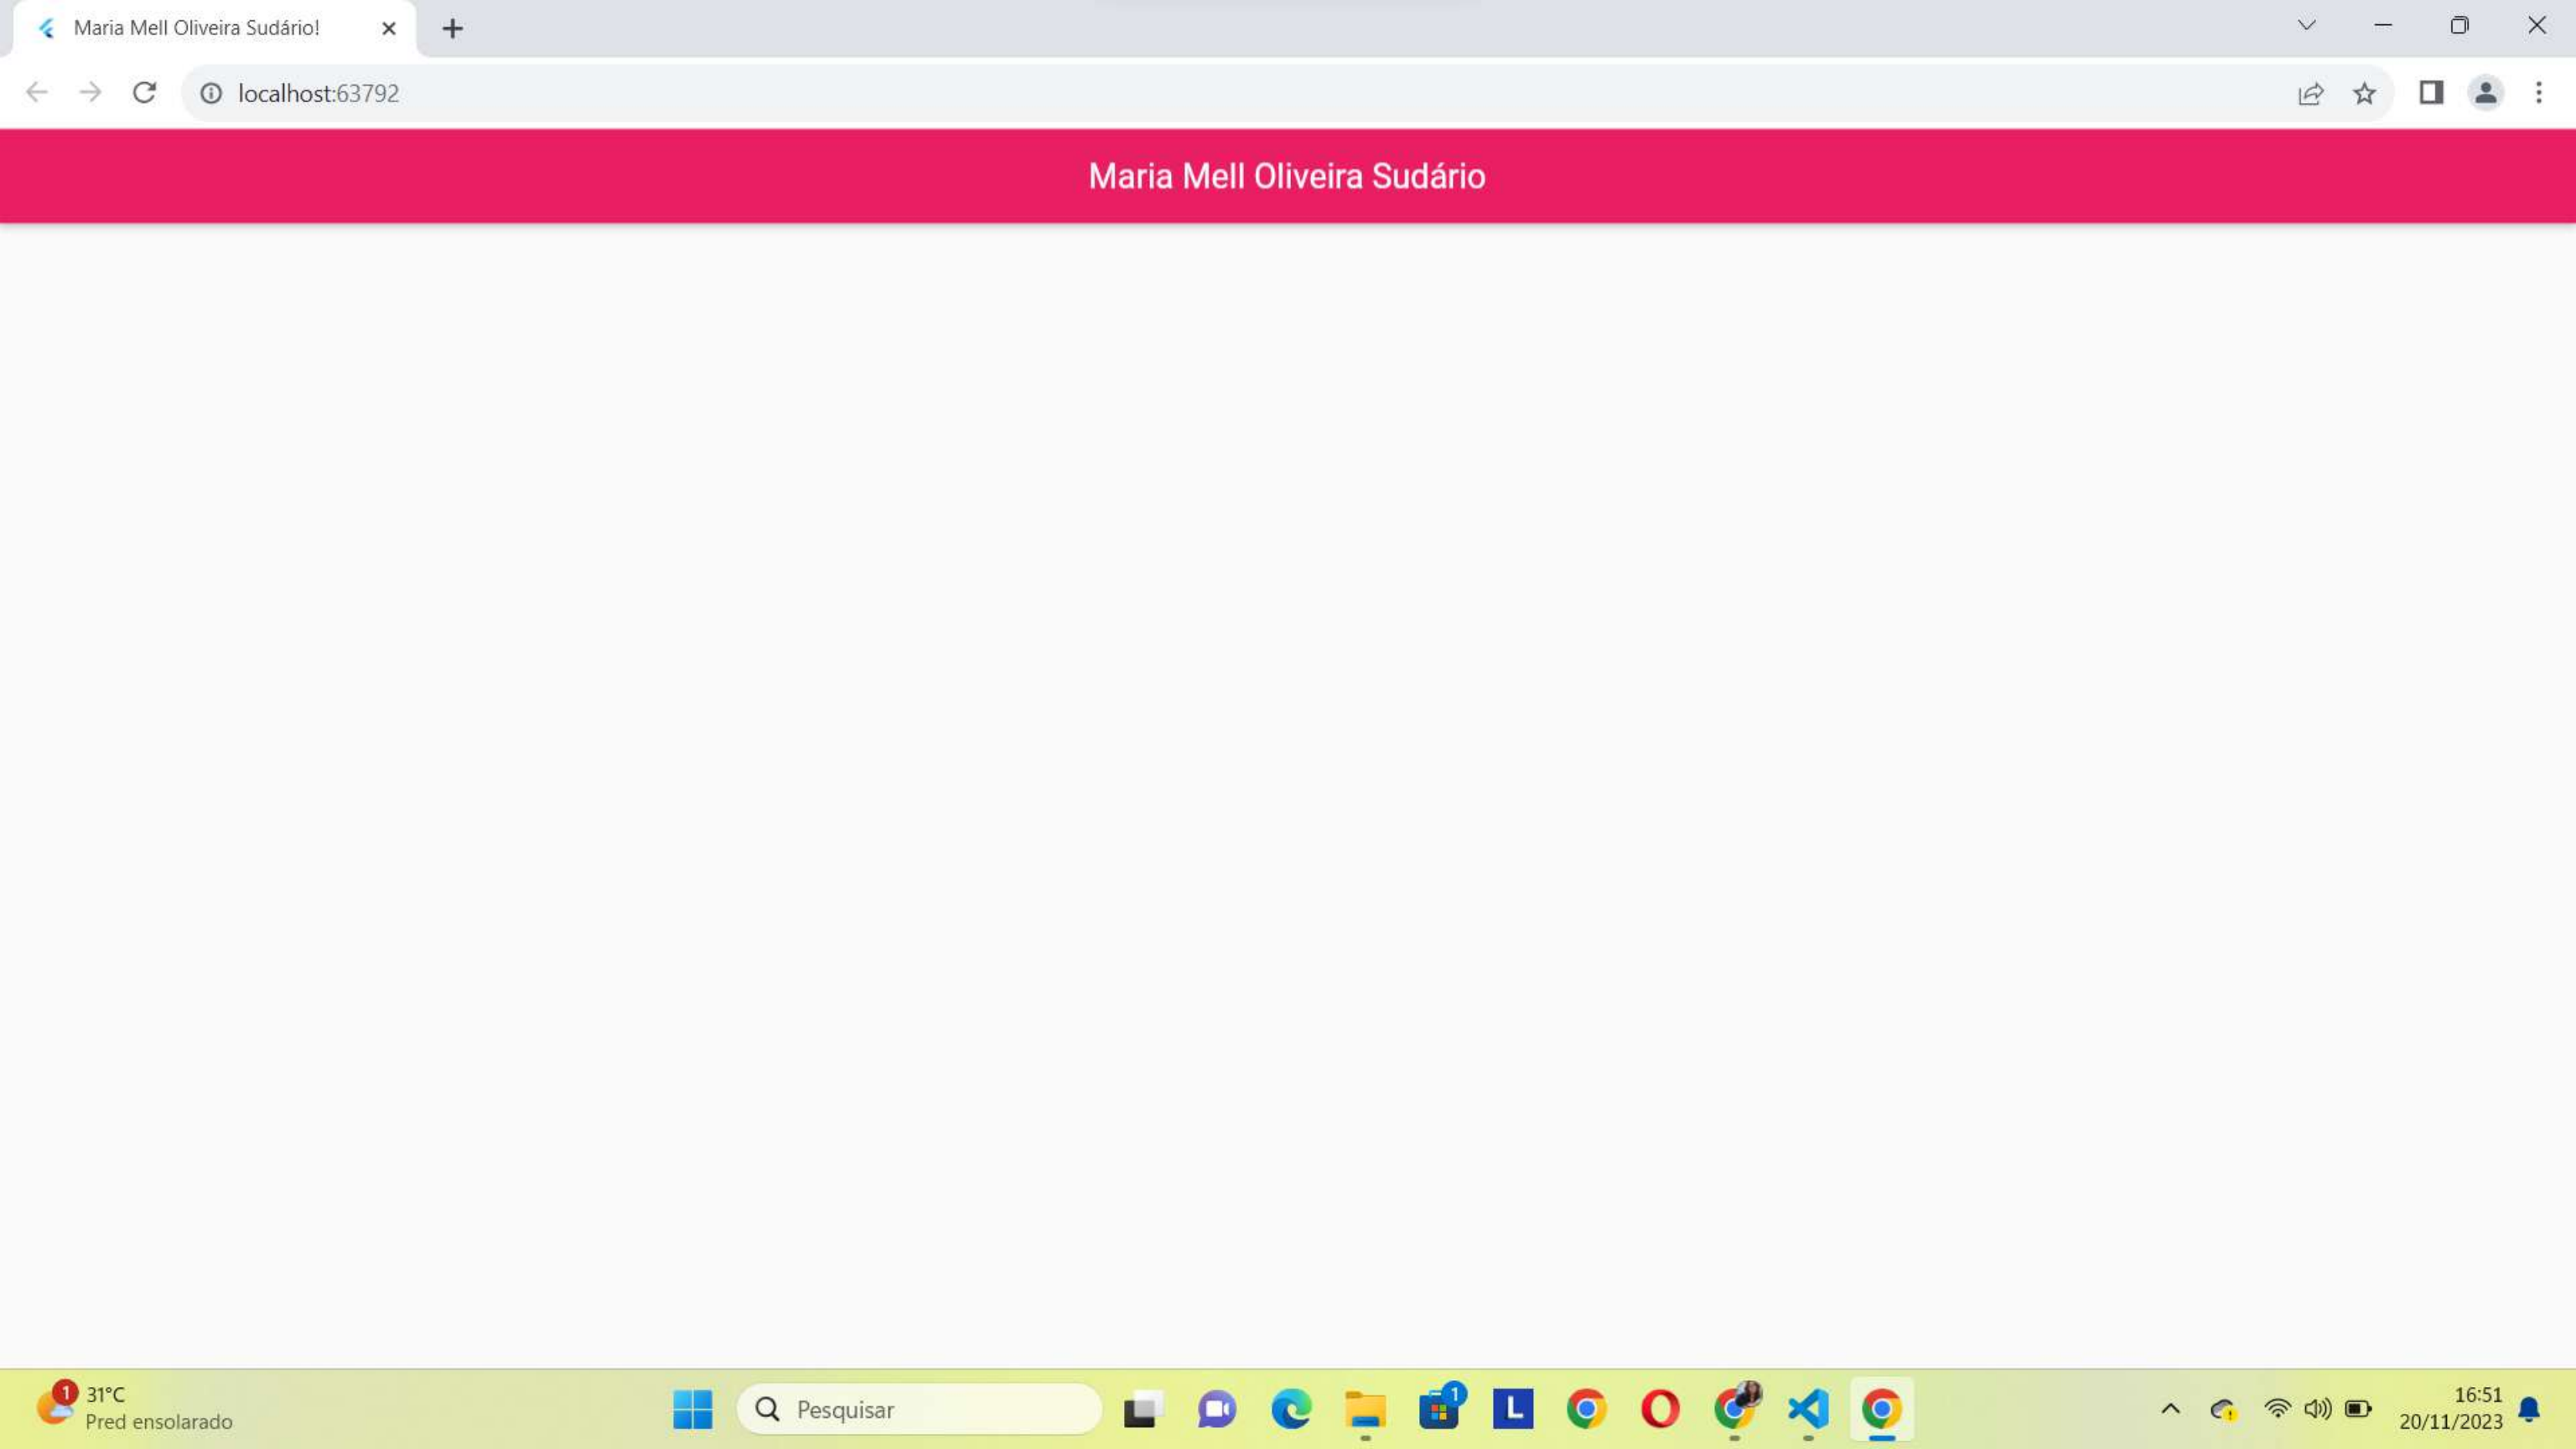 Maria Mell Oliveira Sudário!
localhost:63792
Maria Mell Oliveira Sudário
1
31°C
Pred ensolarado
Pesquisar
1
L
16:51
20/11/2023